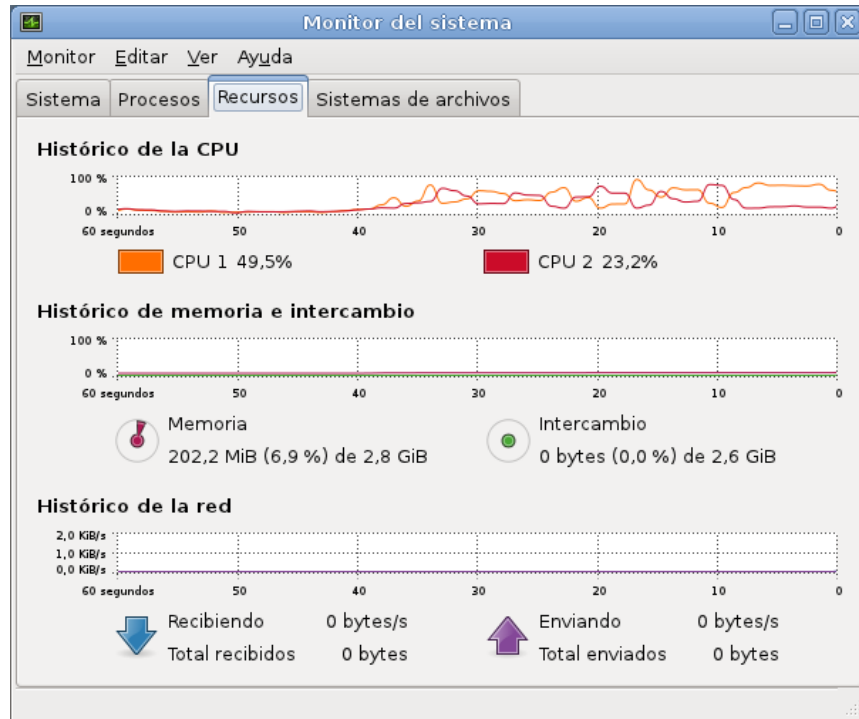 Monitor del sistema
Monitor Editar Ver Ayuda
Sistema Procesos Recursos Sistemas de archivos
Histórico de la CPU
100 %
0 %
60 segundos 50 40 30 20 10 0
CPU 1 49,5% CPU 2 23,2%
Histórico de memoria e intercambio
100 %
0 %
60 segundos 50 40 30 20 10 0
Memoria Intercambio
202,2 MiB (6,9 %) de 2,8 GiB 0 bytes (0,0 %) de 2,6 GiB
Histórico de la red
2,0 KiB/s
1,0 KiB/s
0,0 KiB/s
60 segundos 50 40 30 20 10 0
Recibiendo 0 bytes/s Enviando 0 bytes/s
Total recibidos 0 bytes Total enviados 0 bytes